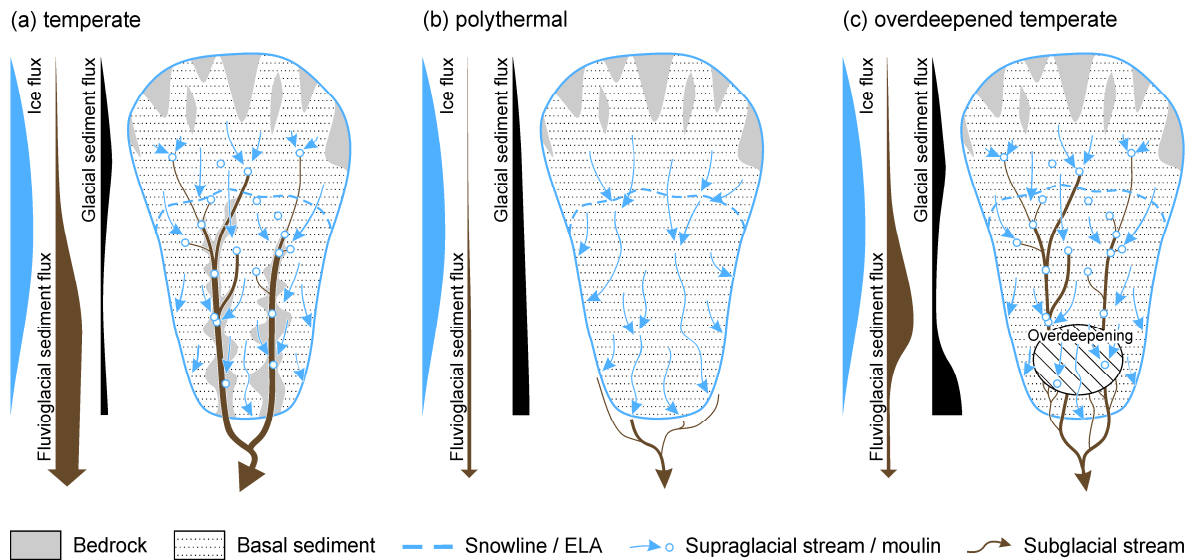 (a) temperate
Ice flux
Fluvioglacial sediment flux
Glacial sediment flux
(b) polythermal
Ice flux
Fluvioglacial sediment flux
Glacial sediment flux
(c) overdeepened temperate
Ice flux
Fluvioglacial sediment flux
Glacial sediment flux
Overdeepening
Bedrock
Basal sediment
Snowline / ELA
Supraglacial stream / moulin
Subglacial stream